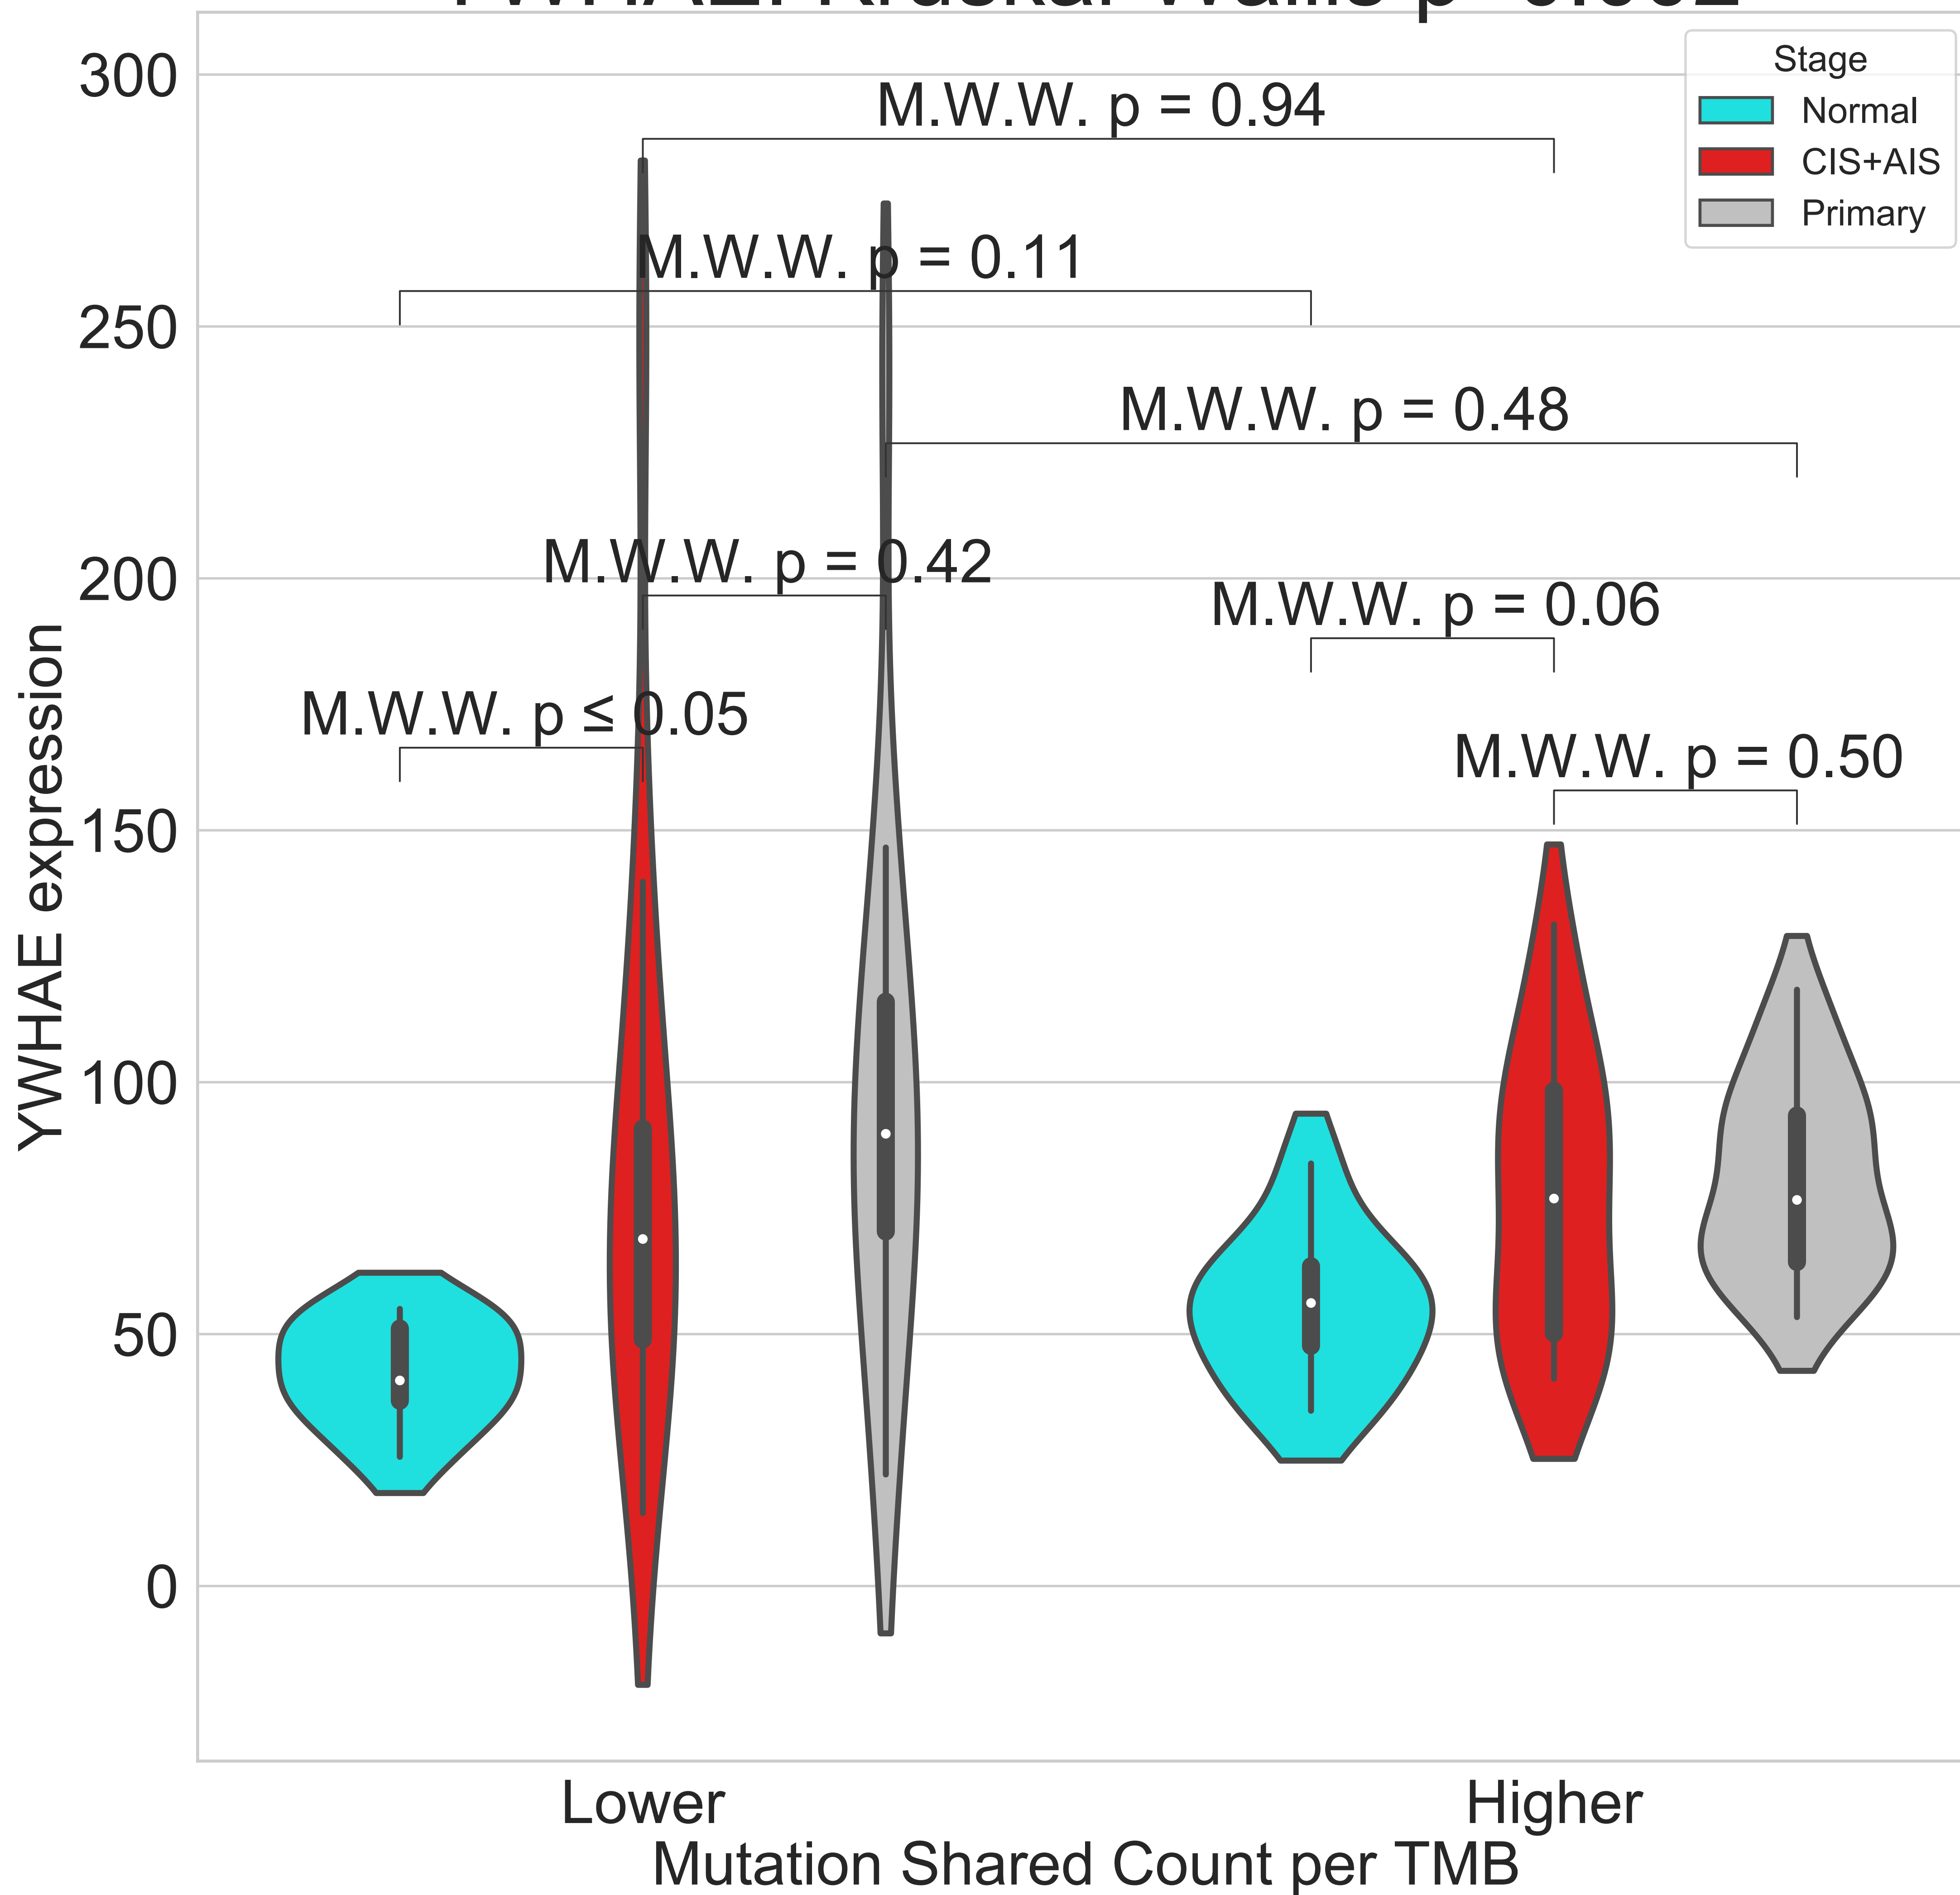 300
250
200
150
100
50
0
YWHAE expression
M.W.W. p = 0.94
M.W.W. p = 0.11
M.W.W. p = 0.48
M.W.W. p = 0.42
M.W.W. p = 0.06
M.W.W. p ≤ 0.05
M.W.W. p = 0.50
Stage
Normal
CIS+AIS
Primary
Lower
Higher
Mutation Shared Count per TMB